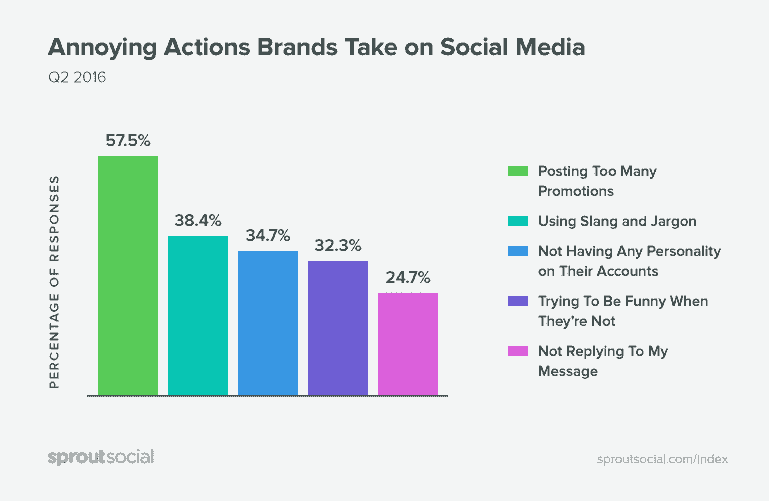 Annoying Actions Brands Take on Social Media
Q2 2016
PERCENTAGE OF RESPONSES
57.5%
38.4%
34.7%
32.3%
24.7%
Posting Too Many
Promotions
Using Slang and Jargon
Not Having Any Personality
on Their Accounts
Trying To Be Funny When
They're Not
Not Replying To My
Message
sproutsocial
sproutsocial.com/index